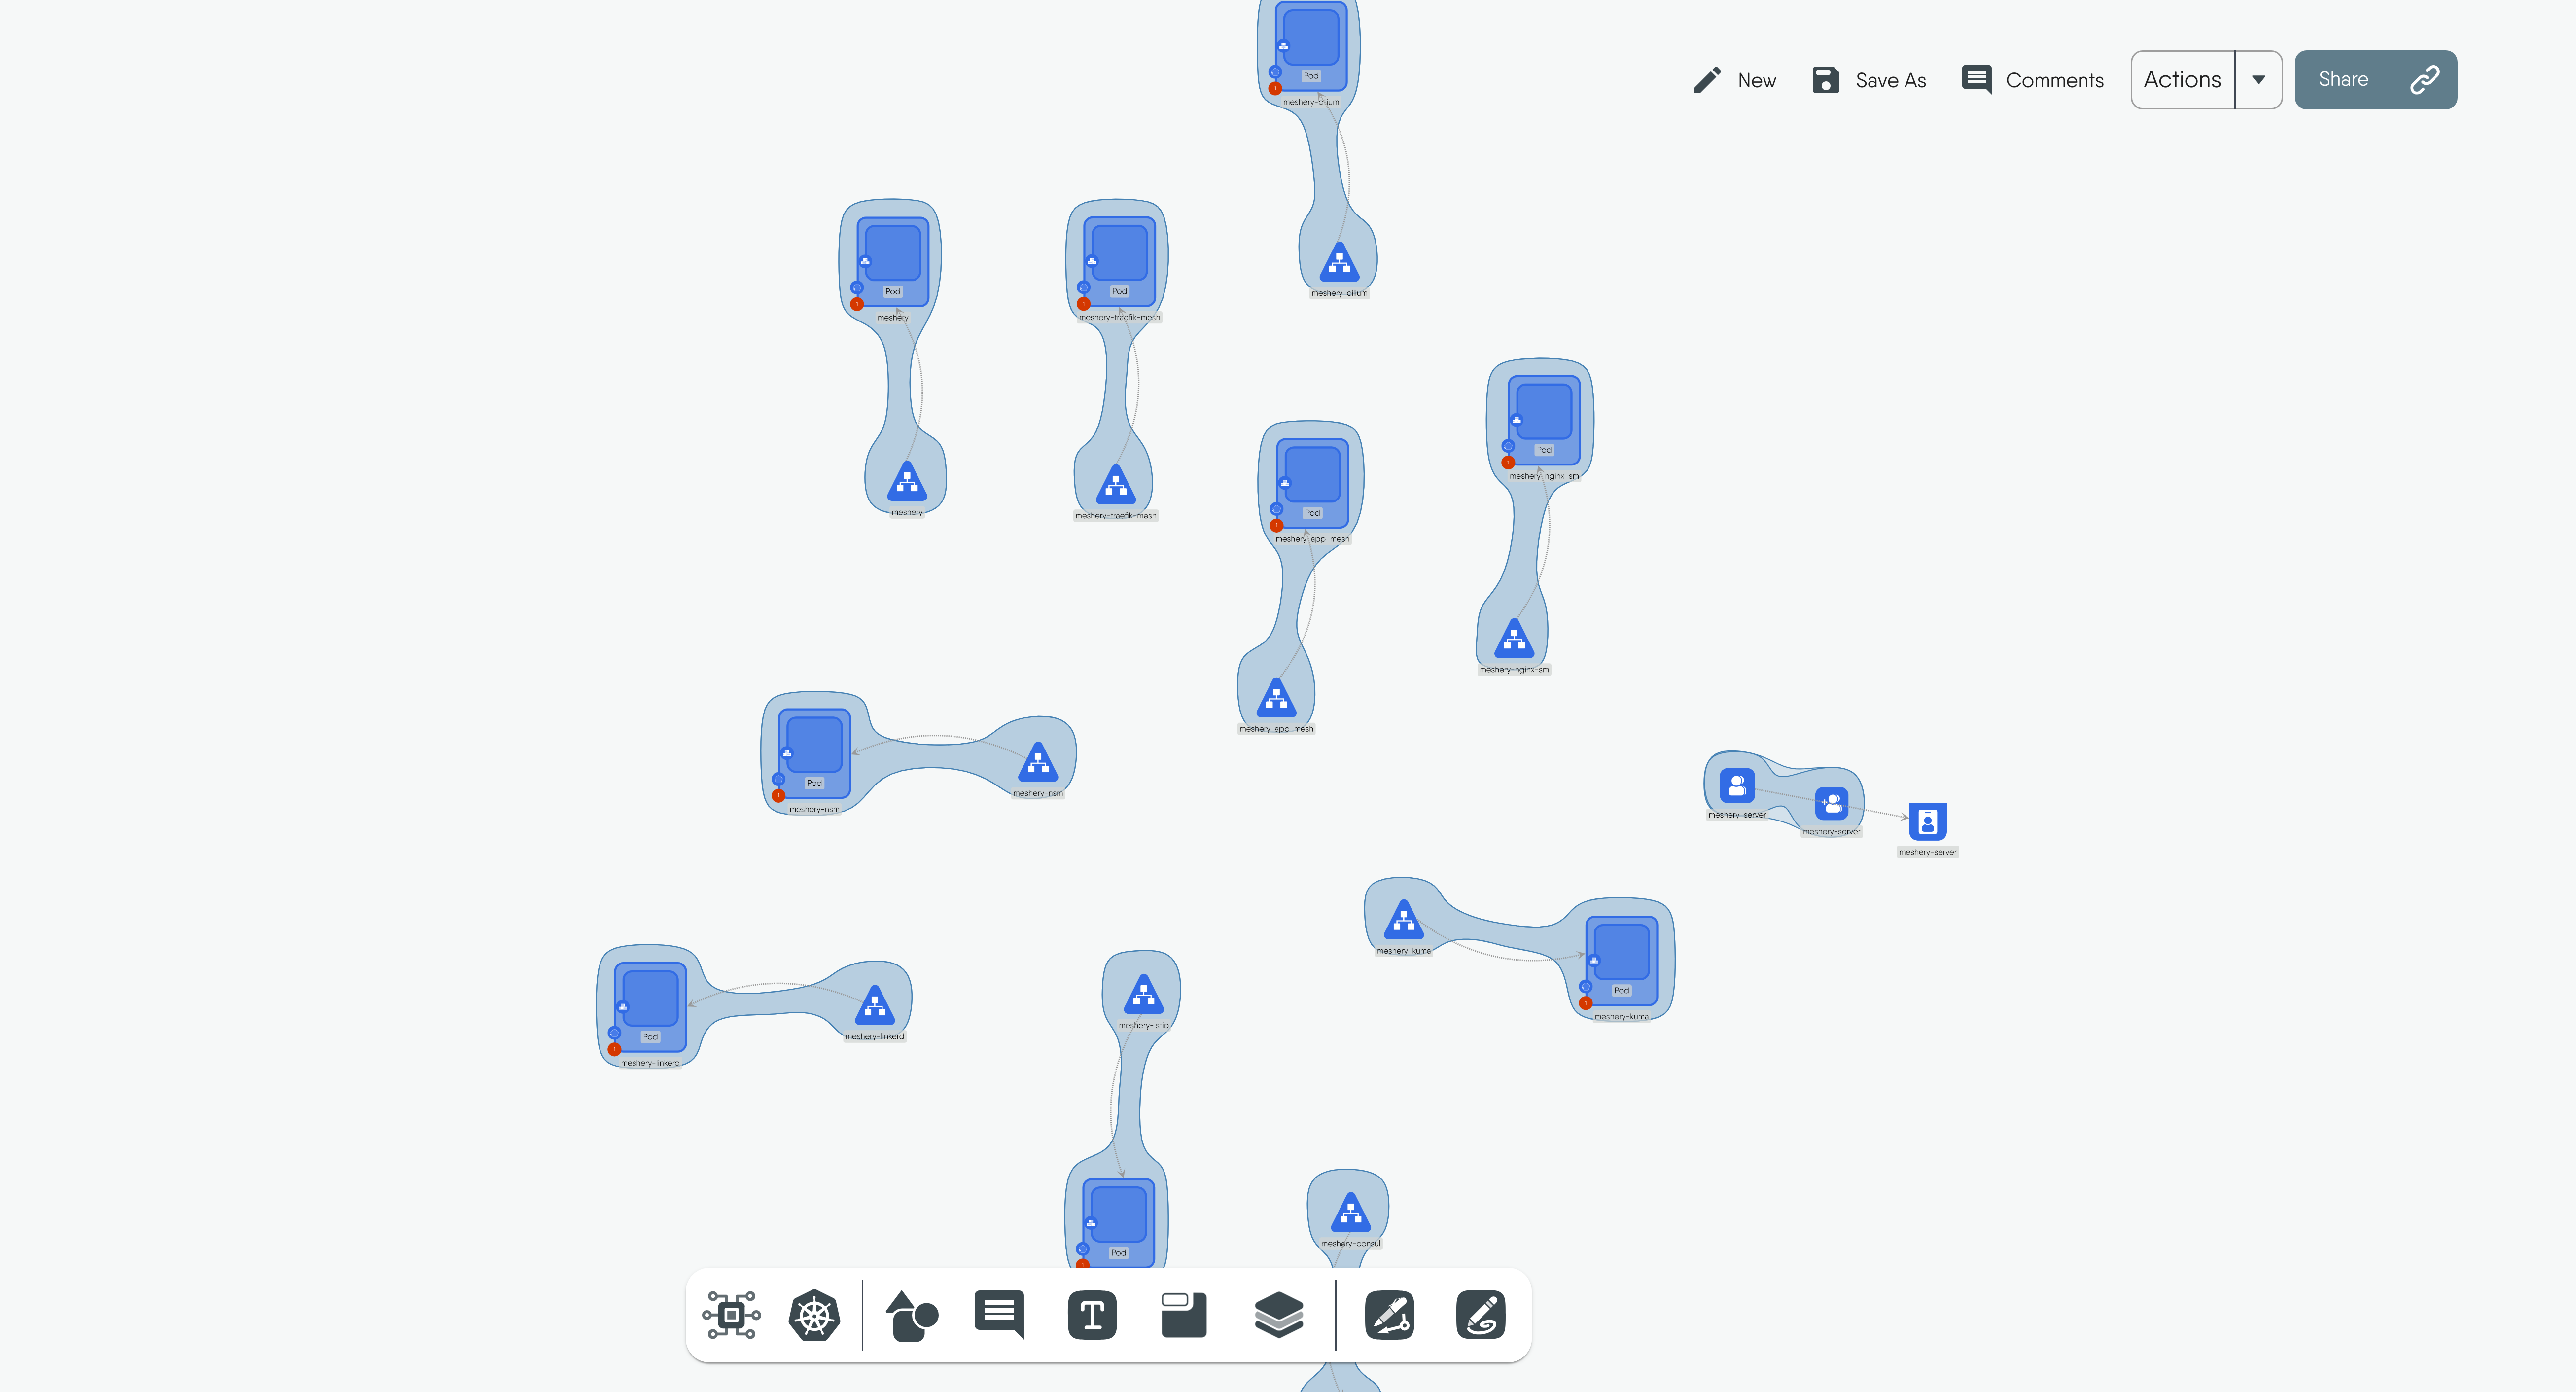 Pod
meshery-cilium
meshery-cilium
New
Save As
Comments
Actions
Share
Pod
meshery
meshery
Pod
meshery-traefik-mesh
meshery-traefik-mesh
Pod
meshery-app-mesh
meshery-app-mesh
Pod
meshery-nginx-sm
meshery-nginx-sm
Pod
meshery-nsm
meshery-nsm
meshery-server
meshery-server
meshery-server
meshery-kuma
Pod
meshery-kuma
Pod
meshery-linkerd
meshery-linkerd
meshery-istio
Pod
meshery-consul
T